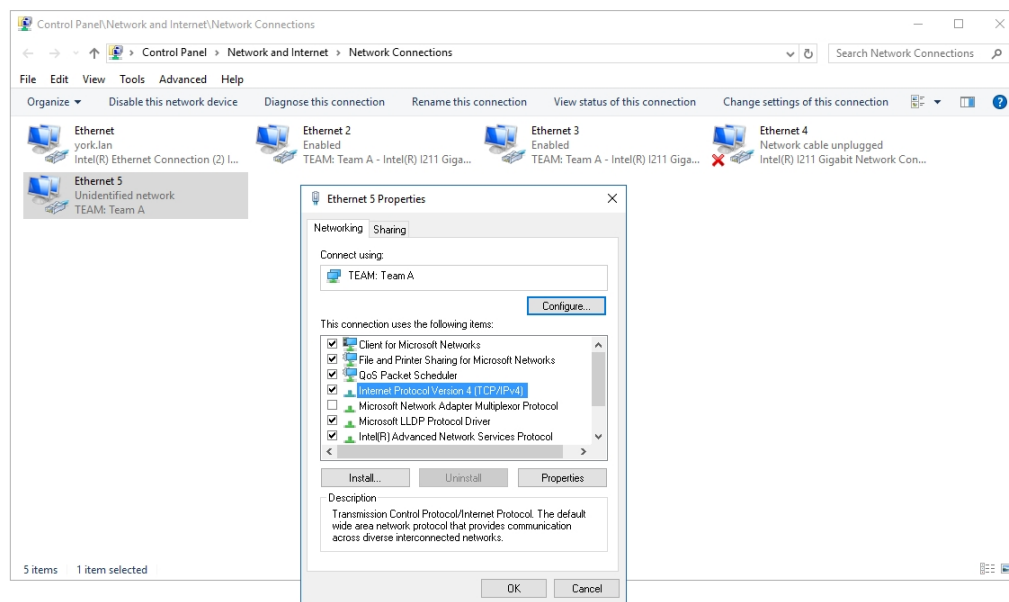 Control Panel\Network and Internet\Network Connections
Control Panel > Network and Internet > Network Connections
Search Network Connections
File Edit View Tools Advanced Help
Organize Disable this network device Diagnose this connection Rename this connection View status of this connection Change settings of this connection
Ethernet
york.lan
Intel(R) Ethernet Connection (2) I...
Ethernet 2
Enabled
TEAM: Team A - Intel(R) I211 Giga...
Ethernet 3
Enabled
TEAM: Team A - Intel(R) I211 Giga...
Ethernet 4
Network cable unplugged
Intel(R) I211 Gigabit Network Con...
Ethernet 5
Unidentified network
TEAM: Team A
Ethernet 5 Properties
Networking Sharing
Connect using:
TEAM: Team A
Configure...
This connection uses the following items:
Client for Microsoft Networks
File and Printer Sharing for Microsoft Networks
QoS Packet Scheduler
Internet Protocol Version 4 (TCP/IPv4)
Microsoft Network Adapter Multiplexor Protocol
Microsoft LLDP Protocol Driver
Intel(R) Advanced Network Services Protocol
Install... Uninstall Properties
Description
Transmission Control Protocol/Internet Protocol. The default
wide area network protocol that provides communication
across diverse interconnected networks.
OK Cancel
5 items 1 item selected